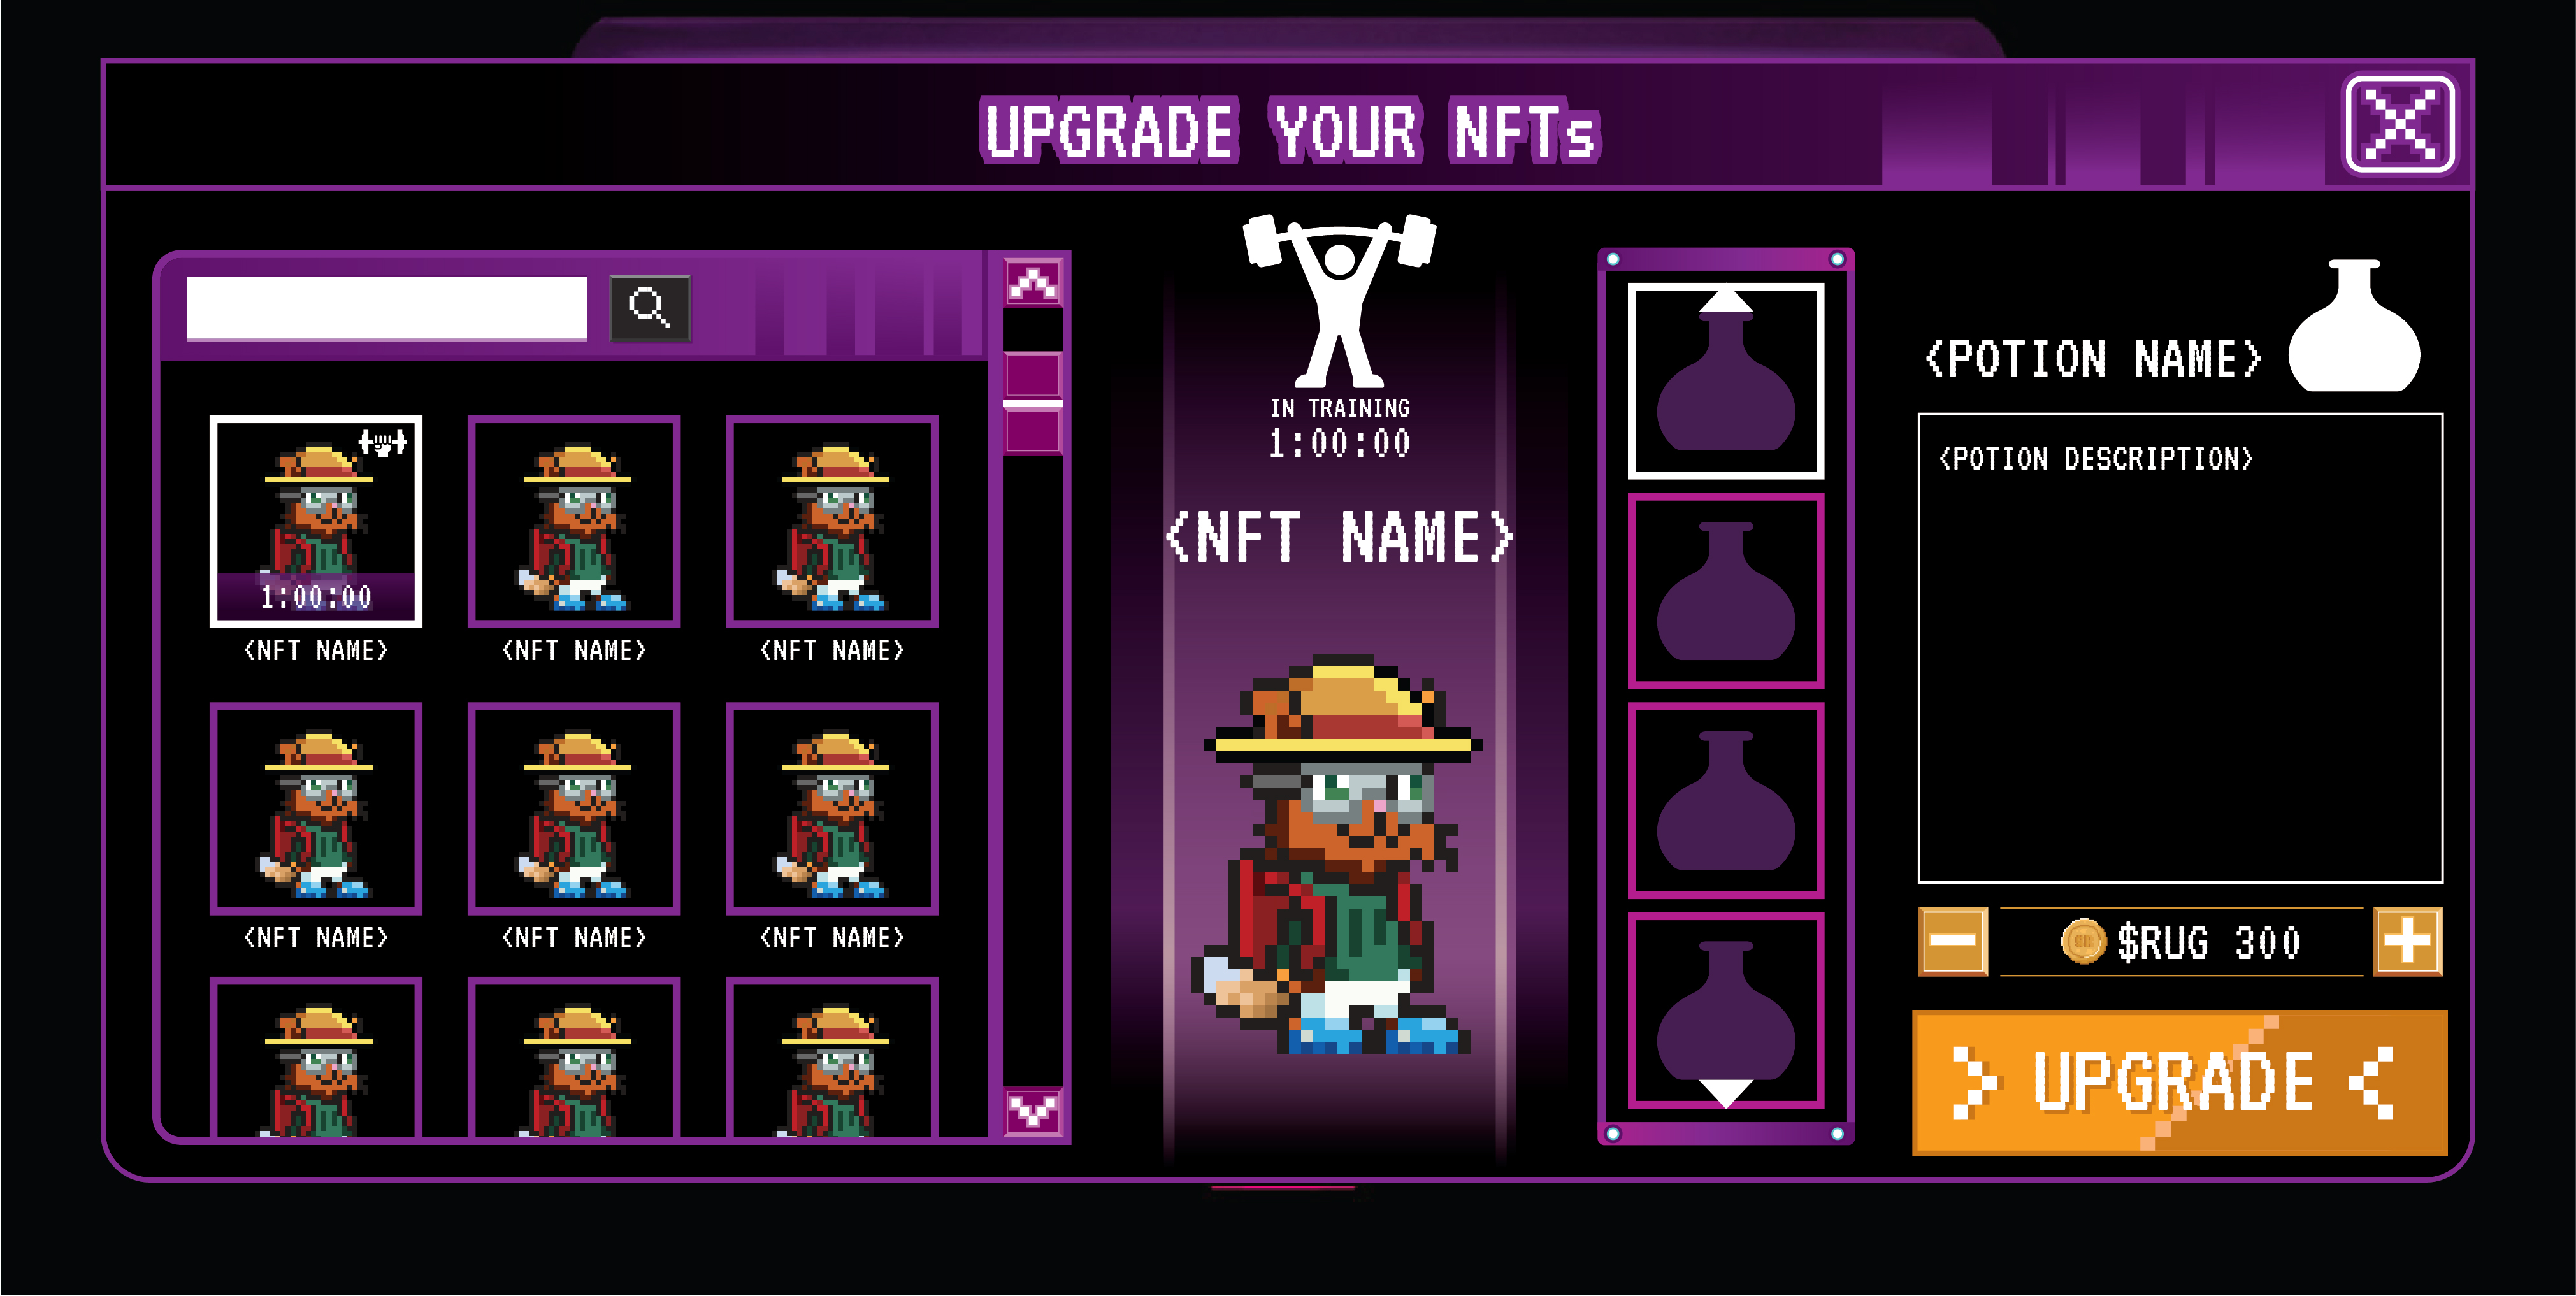 UPGRADE YOUR NFTs
1:00:00
<NFT NAME>
<NFT NAME>
<NFT NAME>
<NFT NAME>
<NFT NAME>
<NFT NAME>
IN TRAINING
1:00:00
<NFT NAME>
<POTION NAME>
<POTION DESCRIPTION>
$RUG 300
> UPGRADE <